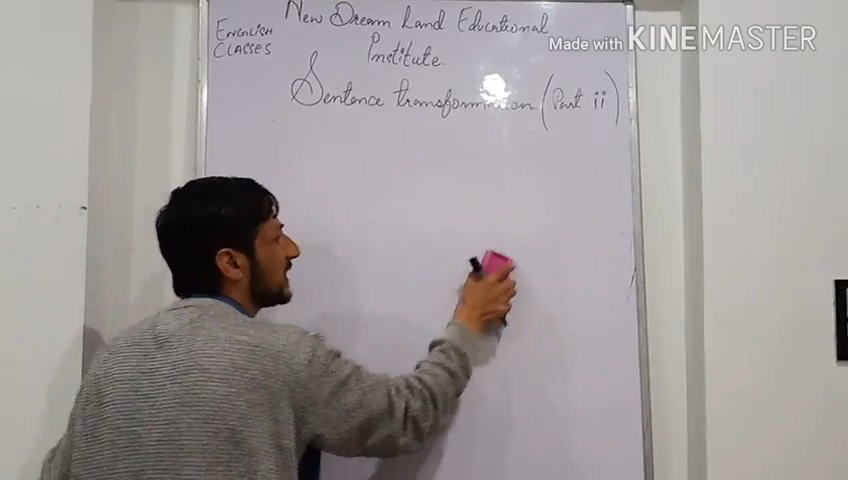 ENGLISH
CLASSES
New Dream Land Educational
Institute
Sentence transformation (Part ii)
Made with KINEMASTER